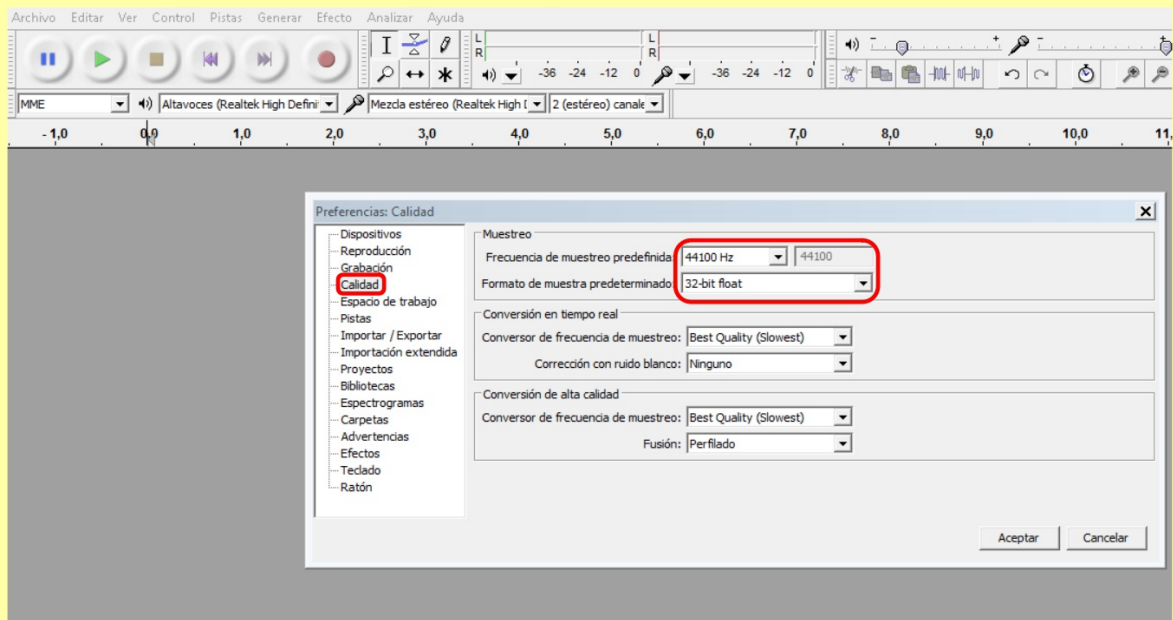 Archivo Editar Ver Control Pistas Generar Efecto Analizar Ayuda
L
R
-36 -24 -12 0
L
R
-36 -24 -12 0
- +
-
+
MME
Altavoces (Realtek High Defini
Mezcla estéreo (Realtek High
2 (estéreo) canale
- 1,0 0,0 1,0 2,0 3,0 4,0 5,0 6,0 7,0 8,0 9,0 10,0 11,
Preferencias: Calidad
Dispositivos
Reproducción
Grabación
Calidad
Espacio de trabajo
Pistas
Importar / Exportar
Importación extendida
Proyectos
Bibliotecas
Espectrogramas
Carpetas
Advertencias
Efectos
Teclado
Ratón
Muestreo
Frecuencia de muestreo predefinida 44100 Hz 44100
Formato de muestra predeterminado 32-bit float
Conversión en tiempo real
Conversor de frecuencia de muestreo: Best Quality (Slowest)
Corrección con ruido blanco: Ninguno
Conversión de alta calidad
Conversor de frecuencia de muestreo: Best Quality (Slowest)
Fusión: Perfilado
Aceptar Cancelar